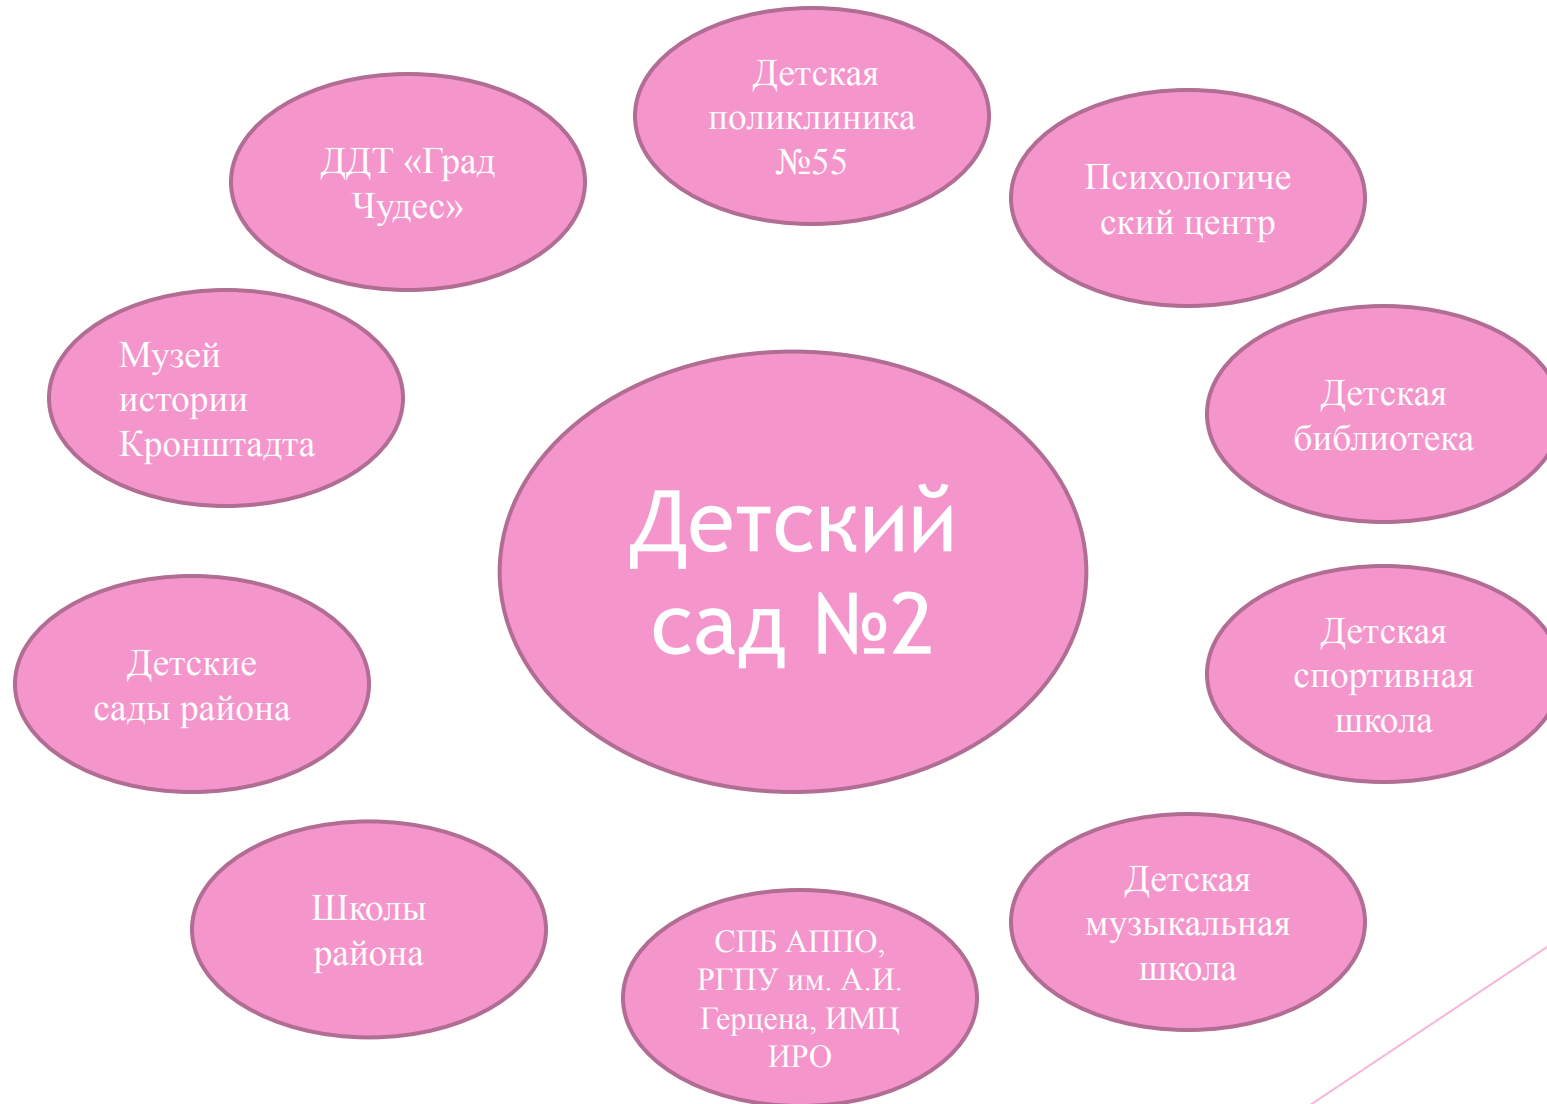 Детская
поликлиника
№55
ДДТ «Град
Чудес»
Психологиче
ский центр
Музей
истории
Кронштадта
Детская
библиотека
Детский
сад №2
Детские
сады района
Детская
спортивная
школа
Школы
района
Детская
музыкальная
школа
СПБ АППО,
РГПУ им. А.И.
Герцена, ИМЦ
ИРО